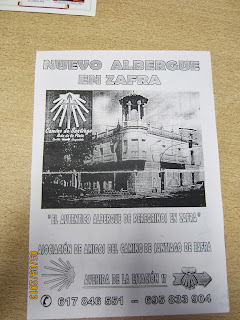 NUEVO ALBERGUE
EN ZAFRA
Camino de Santiago
"EL AUTENTICO ALBERGUE DE PEREGRINOS EN ZAFRA"
ASOCIACIÓN DE AMIGOS DEL CAMINO DE SANTIAGO DE ZAFRA
AVENIDA DE LA ESTACIÓN 17
617 846 551 – 695 833 904